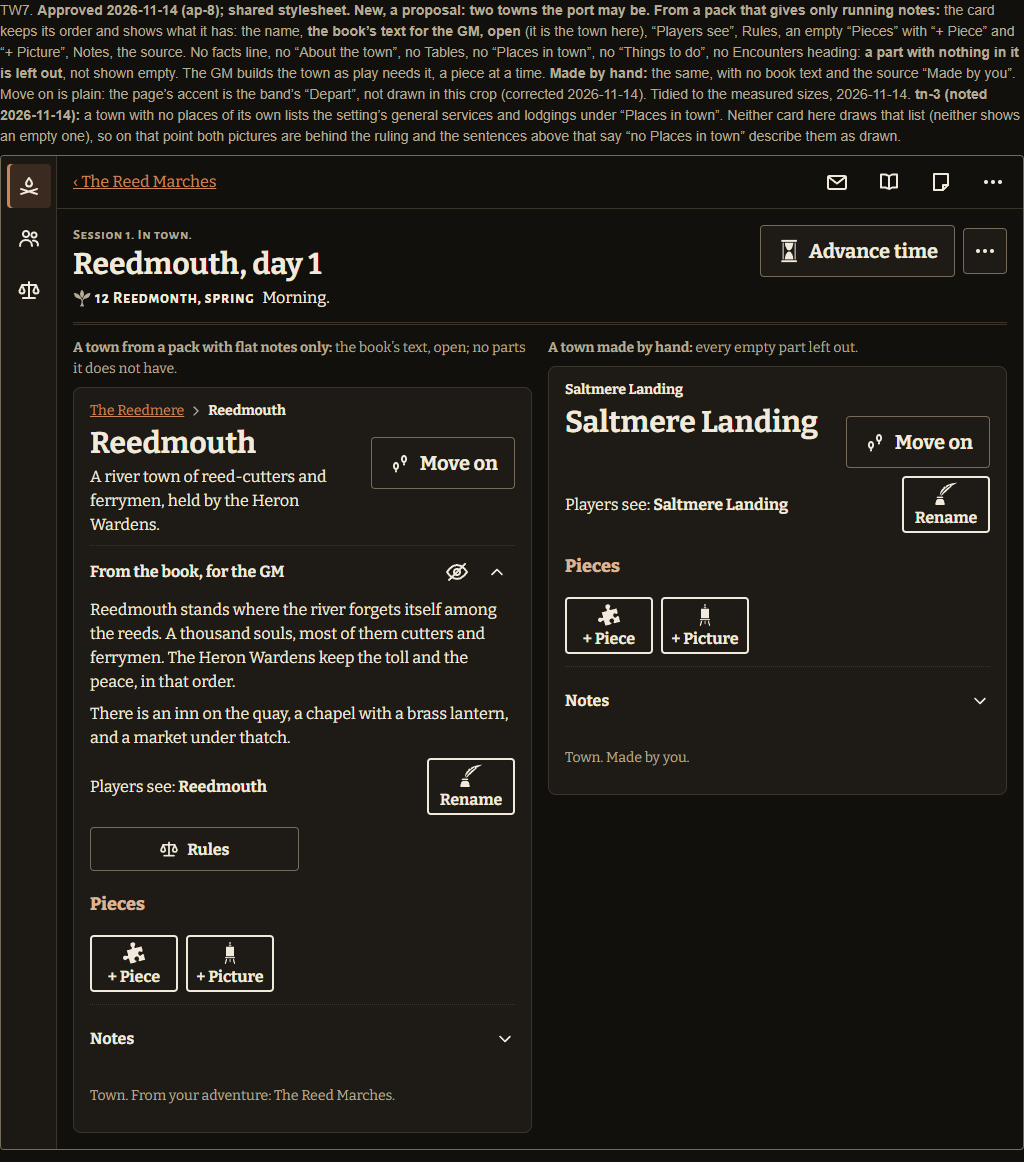 TW7. Approved 2026-11-14 (ap-8); shared stylesheet. New, a proposal: two towns the port may be. From a pack that gives only running notes: the card
keeps its order and shows what it has: the name, the book’s text for the GM, open (it is the town here), “Players see”, Rules, an empty “Pieces” with “+ Piece” and
“+ Picture”, Notes, the source. No facts line, no “About the town”, no Tables, no “Places in town”, no “Things to do”, no Encounters heading: a part with nothing in it
is left out, not shown empty. The GM builds the town as play needs it, a piece at a time. Made by hand: the same, with no book text and the source “Made by you”.
Move on is plain: the page’s accent is the band’s “Depart”, not drawn in this crop (corrected 2026-11-14). Tidied to the measured sizes, 2026-11-14. tn-3 (noted
2026-11-14): a town with no places of its own lists the setting’s general services and lodgings under “Places in town”. Neither card here draws that list (neither shows
an empty one), so on that point both pictures are behind the ruling and the sentences above that say “no Places in town” describe them as drawn.
‹ The Reed Marches
Session 1. In town.
Reedmouth, day 1
Advance time
12 Reedmonth, spring Morning.
A town from a pack with flat notes only: the book’s text, open; no parts
it does not have.
The Reedmere > Reedmouth
Reedmouth
Move on
A river town of reed-cutters and
ferrymen, held by the Heron
Wardens.
From the book, for the GM
Reedmouth stands where the river forgets itself among
the reeds. A thousand souls, most of them cutters and
ferrymen. The Heron Wardens keep the toll and the
peace, in that order.
There is an inn on the quay, a chapel with a brass lantern,
and a market under thatch.
Players see: Reedmouth
Rename
Rules
Pieces
+ Piece
+ Picture
Notes
Town. From your adventure: The Reed Marches.
A town made by hand: every empty part left out.
Saltmere Landing
Saltmere Landing
Move on
Players see: Saltmere Landing
Rename
Pieces
+ Piece
+ Picture
Notes
Town. Made by you.